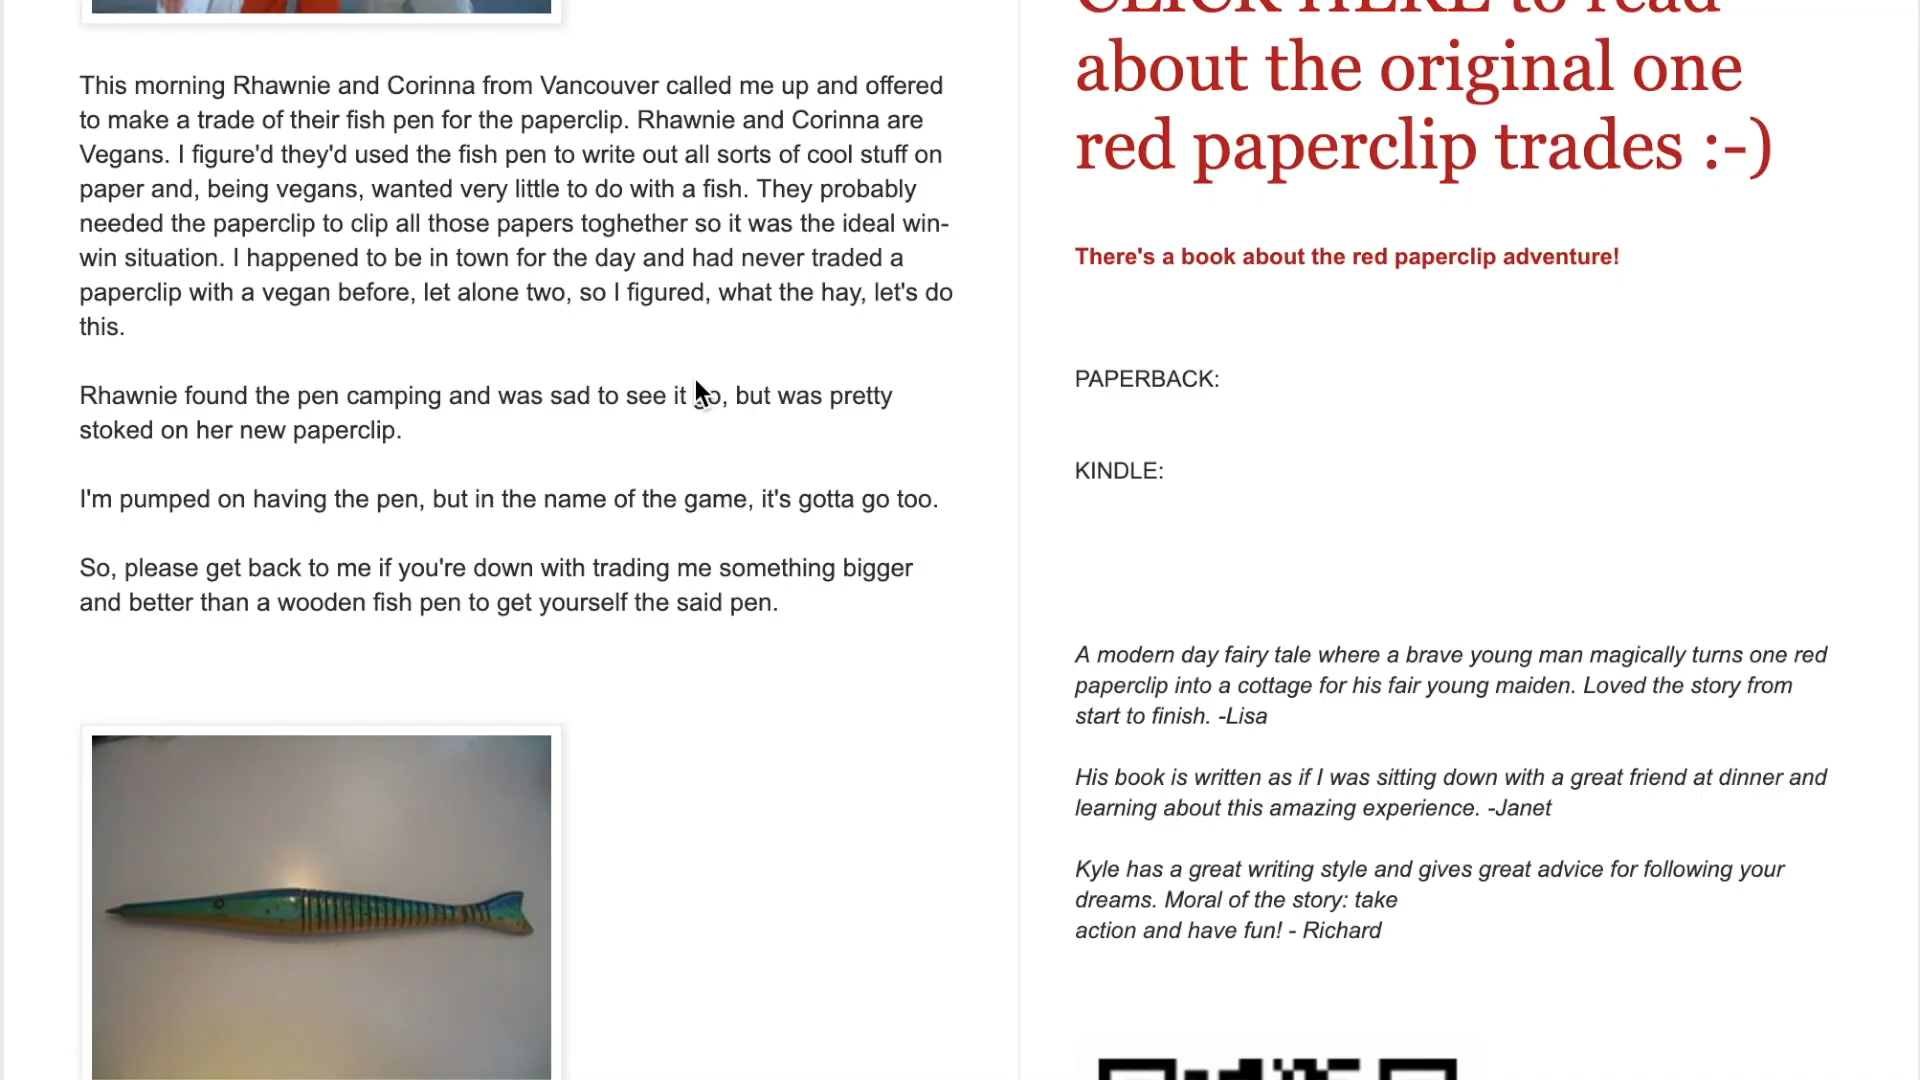 This morning Rhawnie and Corinna from Vancouver called me up and offered
to make a trade of their fish pen for the paperclip. Rhawnie and Corinna are
Vegans. I figure'd they'd used the fish pen to write out all sorts of cool stuff on
paper and, being vegans, wanted very little to do with a fish. They probably
needed the paperclip to clip all those papers toghether so it was the ideal win-
win situation. I happened to be in town for the day and had never traded a
paperclip with a vegan before, let alone two, so I figured, what the hay, let's do
this.
Rhawnie found the pen camping and was sad to see it go, but was pretty
stoked on her new paperclip.
I'm pumped on having the pen, but in the name of the game, it's gotta go too.
So, please get back to me if you're down with trading me something bigger
and better than a wooden fish pen to get yourself the said pen.
CLICK HERE to read
about the original one
red paperclip trades :-)
There's a book about the red paperclip adventure!
PAPERBACK:
KINDLE:
A modern day fairy tale where a brave young man magically turns one red
paperclip into a cottage for his fair young maiden. Loved the story from
start to finish. -Lisa
His book is written as if I was sitting down with a great friend at dinner and
learning about this amazing experience. -Janet
Kyle has a great writing style and gives great advice for following your
dreams. Moral of the story: take
action and have fun! - Richard